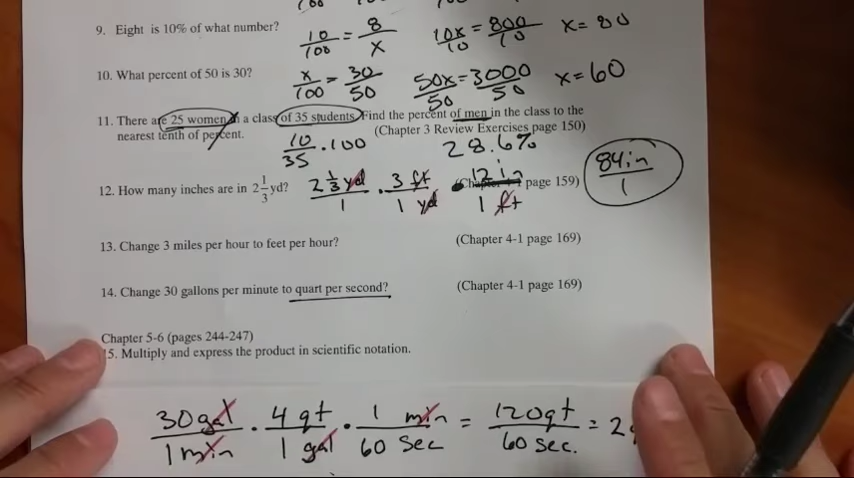 9. Eight is 10% of what number? 10/100 = 8/x 10x/10 = 800/10 x = 80
10. What percent of 50 is 30? x/100 = 30/50 50x/50 = 3000/50 x = 60
11. There are 25 women a class of 35 students. Find the percent of men in the class to the
nearest tenth of percent. (Chapter 3 Review Exercises page 150)
10/35 . 100 28.6%
12. How many inches are in 2 1/3 yd? 2 1/3 yd/1 . 3 ft/1 yd . 12 in/1 ft page 159) 84 in/1
13. Change 3 miles per hour to feet per hour? (Chapter 4-1 page 169)
14. Change 30 gallons per minute to quart per second? (Chapter 4-1 page 169)
Chapter 5-6 (pages 244-247)
15. Multiply and express the product in scientific notation.
30 gal/1 min . 4 qt/1 gal . 1 min/60 sec = 120 qt/60 sec. = 2